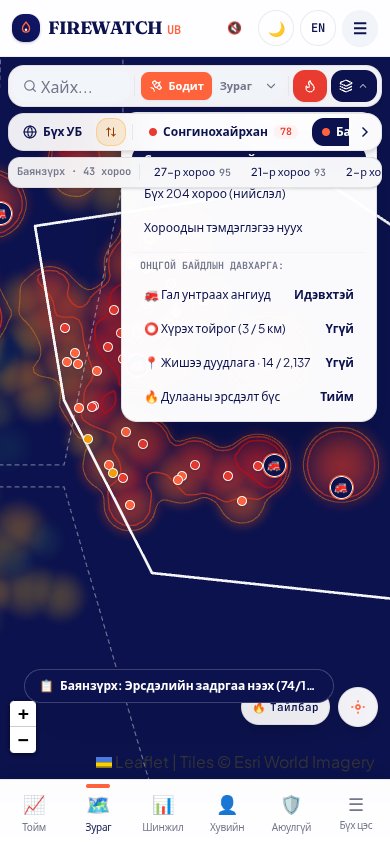 FIREWATCH UB EN
Хайх... Бодит Зураг
Бүх УБ Сонгинохайрхан 78 Ба
Баянзүрх · 43 хороо 27-р хороо 95 21-р хороо 93 2-р хо
Бүх 204 хороо (нийслэл)
Хороодын тэмдэглэгээ нуух
ОНЦГОЙ БАЙДЛЫН ДАВХАРГА:
Гал унтраах ангиуд Идэвхтэй
Хүрэх тойрог (3 / 5 км) Үгүй
Жишээ дуудлага · 14 / 2,137 Үгүй
Дулааны эрсдэлт бүс Тийм
Баянзүрх: Эрсдэлийн задргаа нээх (74/1...
Тайлбар
+
−
Leaflet | Tiles © Esri World Imagery
Тойм Зураг Шинжил Хувийн Аюулгүй Бүх цэс